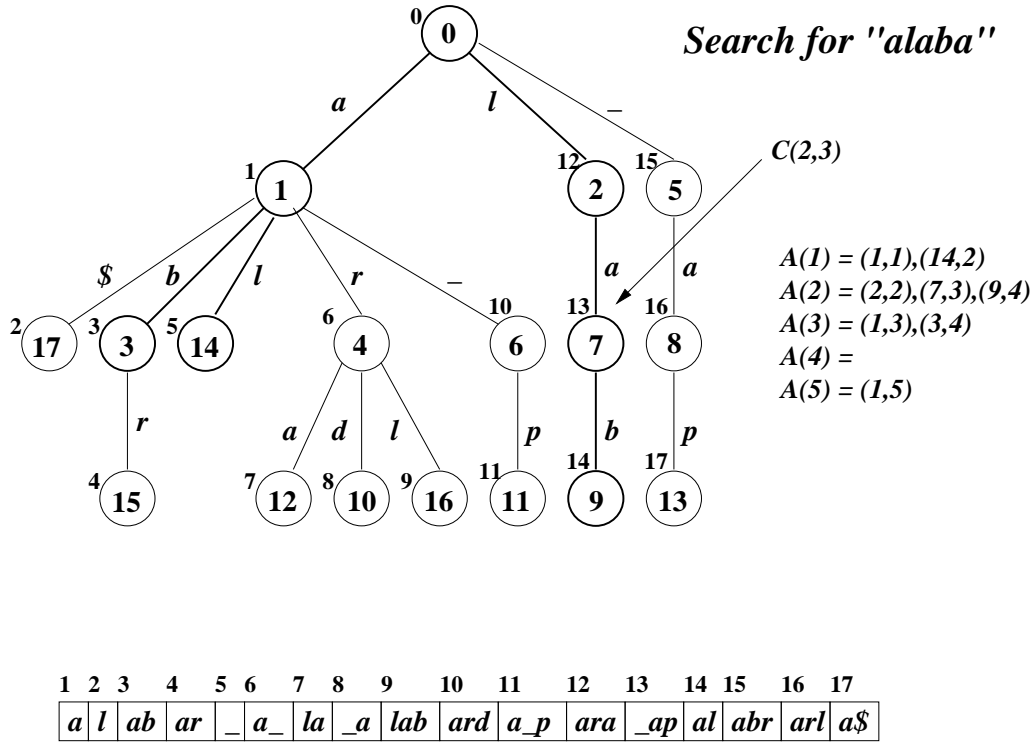 0 0
Search for "alaba"
a l _
C(2,3)
1 1 12 2 15 5
$ b l r _ a a
A(1) = (1,1),(14,2)
A(2) = (2,2),(7,3),(9,4)
A(3) = (1,3),(3,4)
A(4) =
A(5) = (1,5)
2 17 3 3 5 14 6 4 10 6 13 7 16 8
r a d l p b p
4 15 7 12 8 10 9 16 11 11 14 9 17 13
1 2 3 4 5 6 7 8 9 10 11 12 13 14 15 16 17
a l ab ar _ a_ la _a lab ard a_p ara _ap al abr arl a$